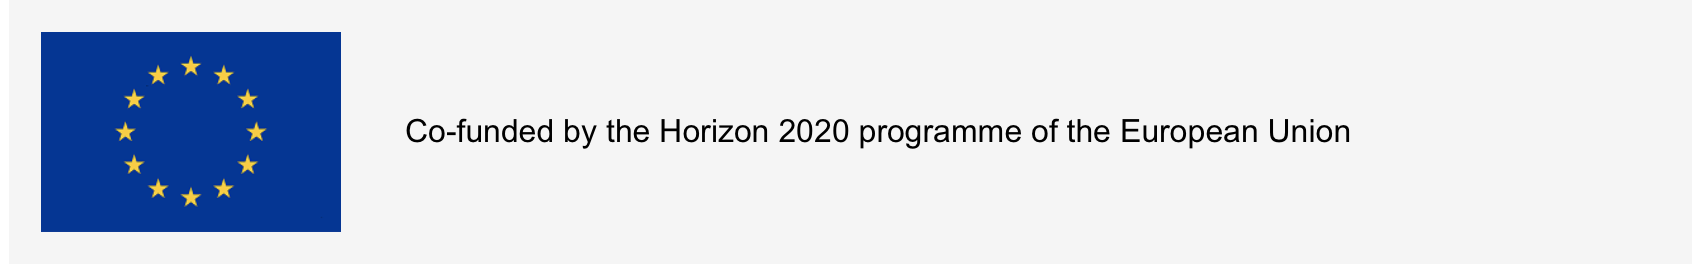 Co-funded by the Horizon 2020 programme of the European Union